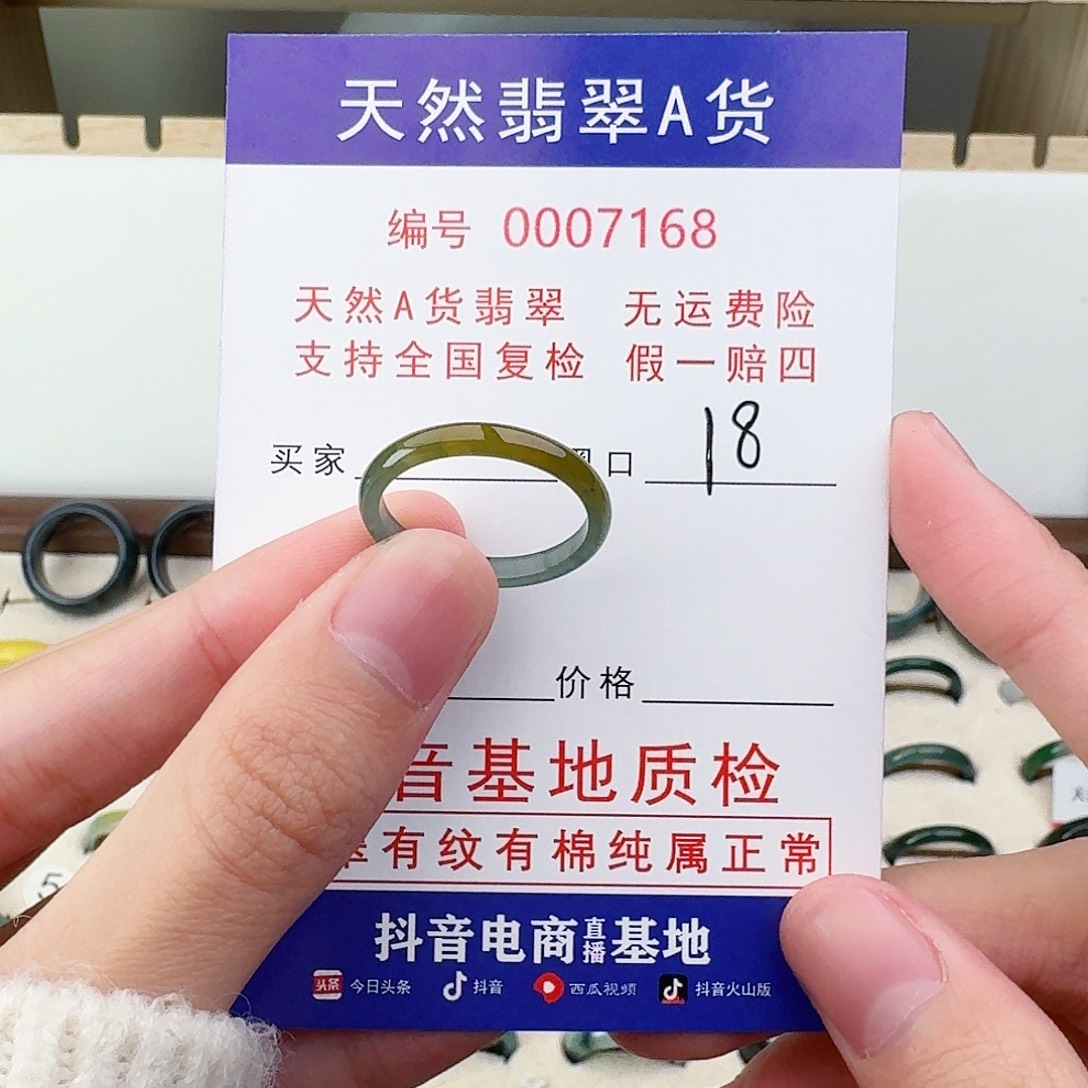 天然翡翠A货
编号 0007168
天然A货翡翠 无运费险
支持全国复检 假一赔四
买家 口 18
价格
音基地质检
有纹有棉纯属正常
抖音电商直播基地
头条 今日头条 抖音 西瓜视频 抖音火山版
5